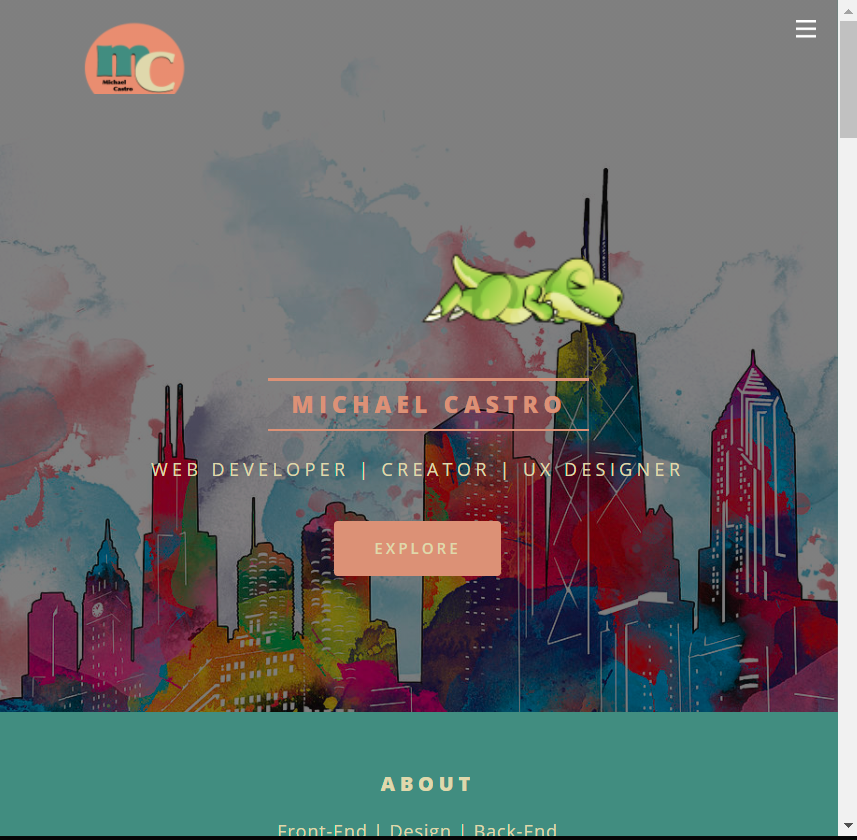 mc
Michael
Castro
MICHAEL CASTRO
WEB DEVELOPER | CREATOR | UX DESIGNER
EXPLORE
ABOUT
Front-End | Design | Back-End